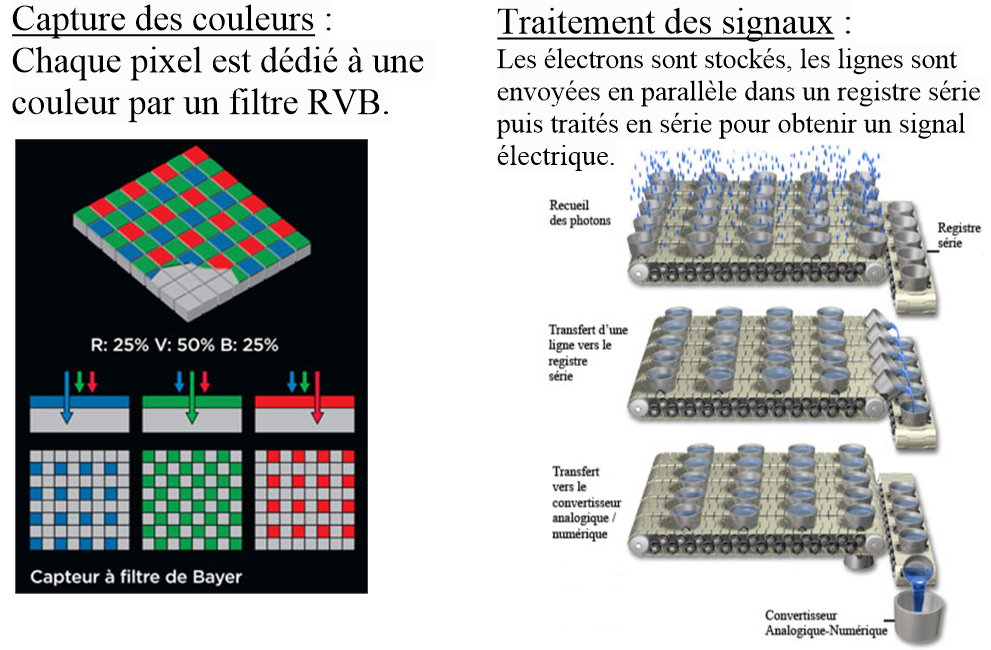 Capture des couleurs :
Chaque pixel est dédié à une
couleur par un filtre RVB.
R: 25% V: 50% B: 25%
Capteur à filtre de Bayer
Traitement des signaux :
Les électrons sont stockés, les lignes sont
envoyées en parallèle dans un registre série
puis traités en série pour obtenir un signal
électrique.
Recueil
des photons
Registre
série
Transfert d'une
ligne vers le
registre
série
Transfert
vers le
convertisseur
analogique /
numérique
Convertisseur
Analogique-Numérique